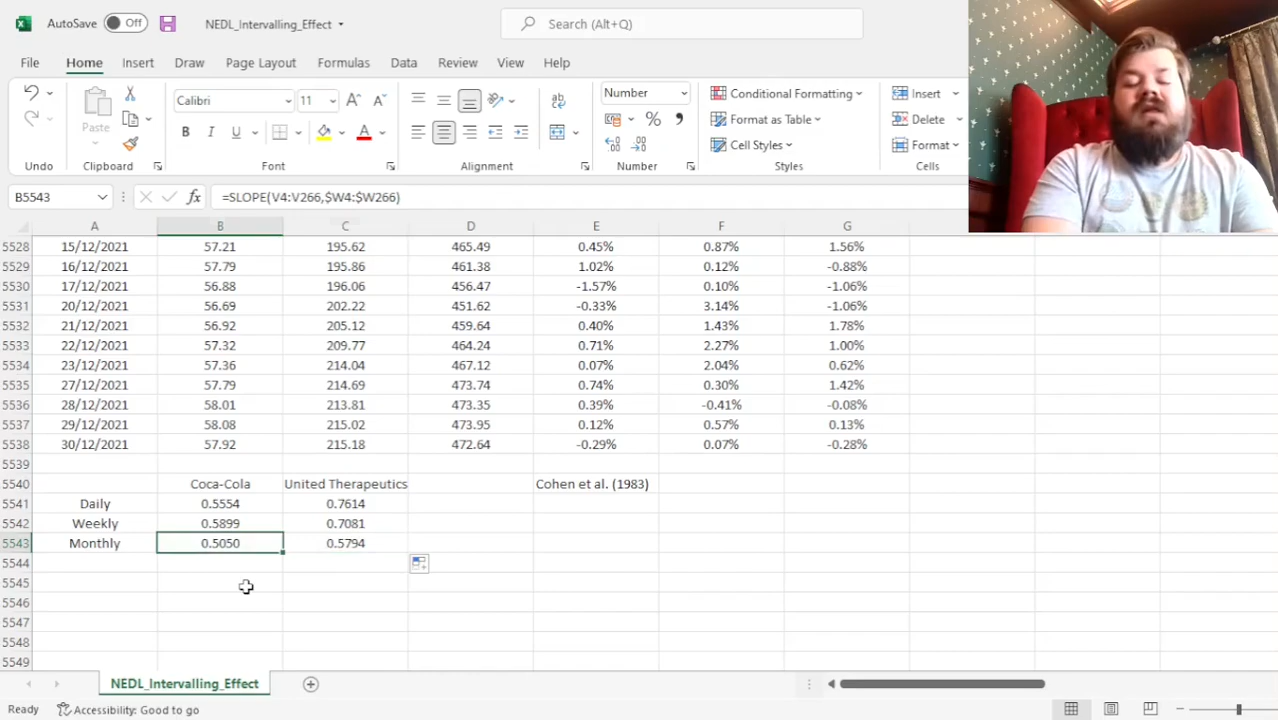 AutoSave Off NEDL_Intervalling_Effect Search (Alt+Q)
File Home Insert Draw Page Layout Formulas Data Review View Help
Calibri 11 Number Conditional Formatting Insert
Paste Format as Table Delete
B I U Cell Styles Format
Undo Clipboard Font Alignment Number Styles Cells
B5543 fx =SLOPE(V4:V266,$W4:$W266)
A B C D E F G
5528 15/12/2021 57.21 195.62 465.49 0.45% 0.87% 1.56%
5529 16/12/2021 57.79 195.86 461.38 1.02% 0.12% -0.88%
5530 17/12/2021 56.88 196.06 456.47 -1.57% 0.10% -1.06%
5531 20/12/2021 56.69 202.22 451.62 -0.33% 3.14% -1.06%
5532 21/12/2021 56.92 205.12 459.64 0.40% 1.43% 1.78%
5533 22/12/2021 57.32 209.77 464.24 0.71% 2.27% 1.00%
5534 23/12/2021 57.36 214.04 467.12 0.07% 2.04% 0.62%
5535 27/12/2021 57.79 214.69 473.74 0.74% 0.30% 1.42%
5536 28/12/2021 58.01 213.81 473.35 0.39% -0.41% -0.08%
5537 29/12/2021 58.08 215.02 473.95 0.12% 0.57% 0.13%
5538 30/12/2021 57.92 215.18 472.64 -0.29% 0.07% -0.28%
5539
5540 Coca-Cola United Therapeutics Cohen et al. (1983)
5541 Daily 0.5554 0.7614
5542 Weekly 0.5899 0.7081
5543 Monthly 0.5050 0.5794
5544
5545
5546
5547
5548
5549
NEDL_Intervalling_Effect
Ready Accessibility: Good to go